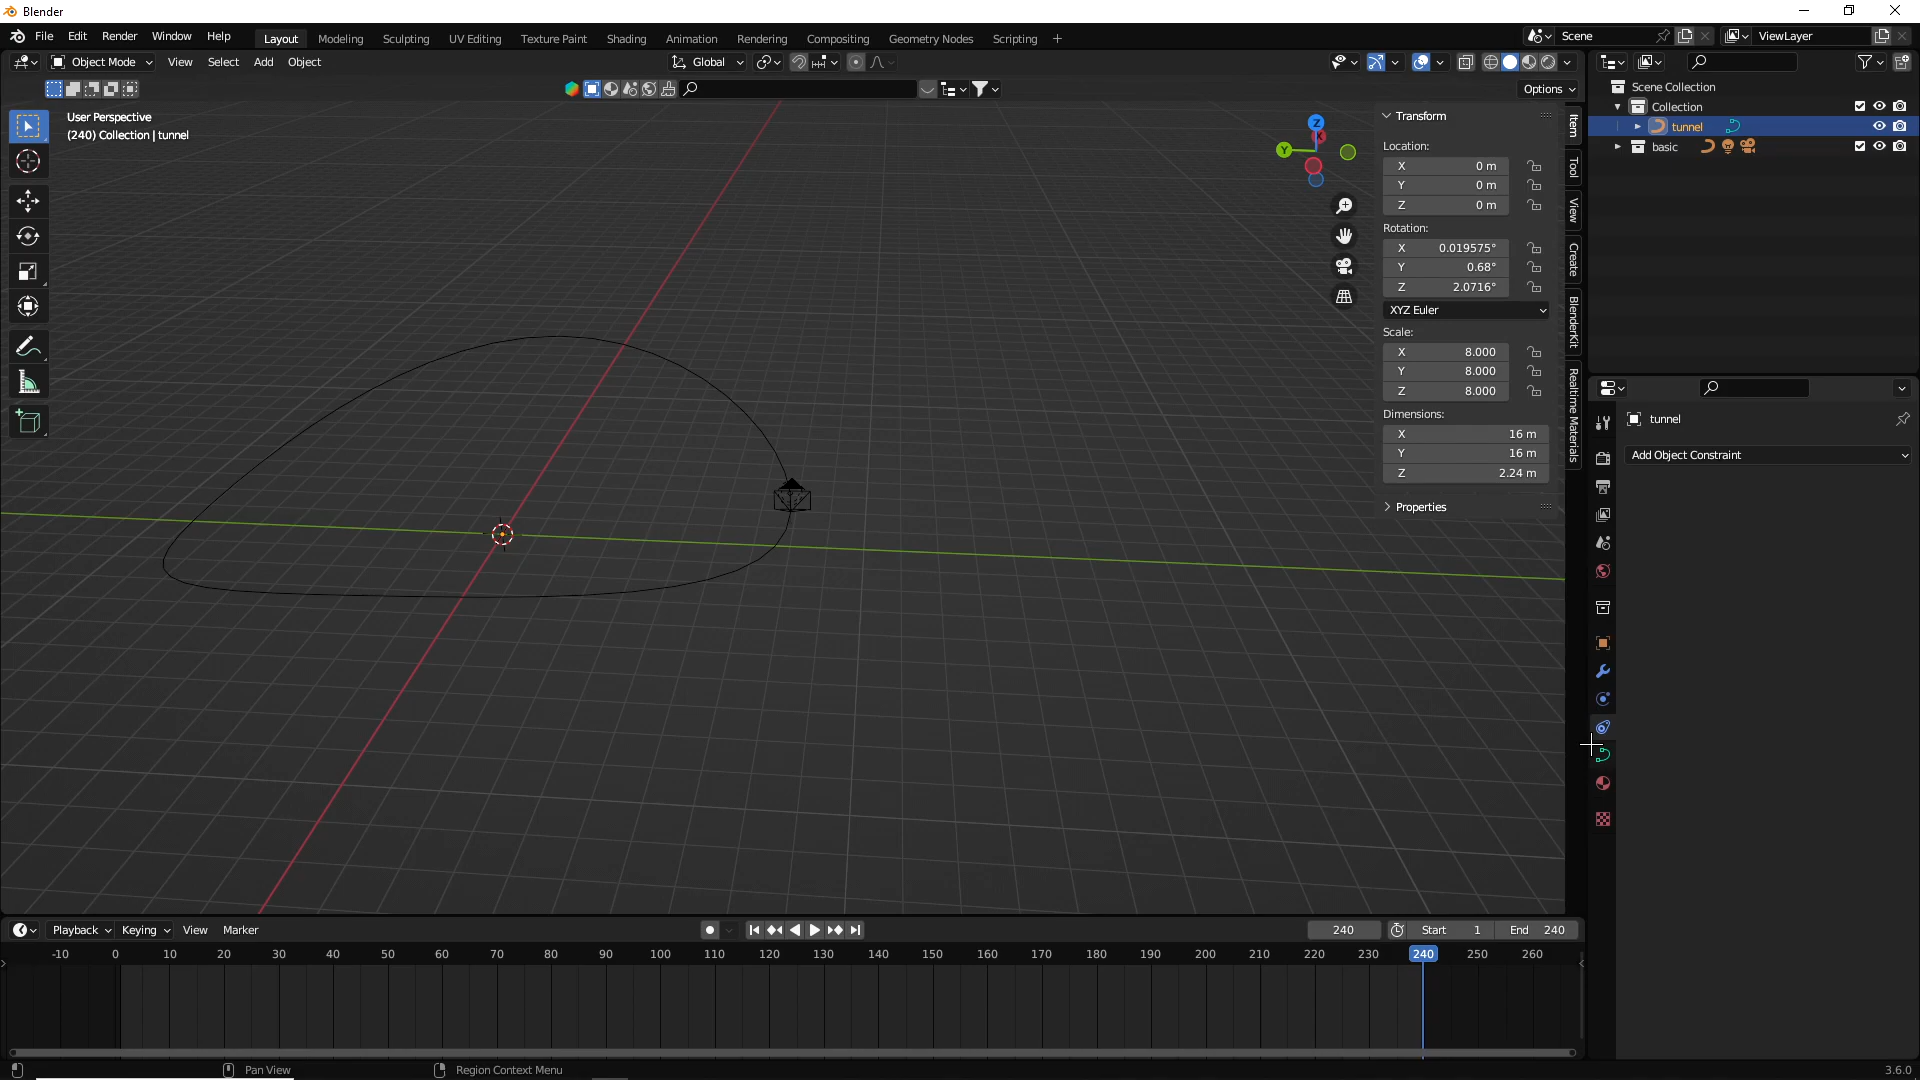 Blender
File Edit Render Window Help Layout Modeling Sculpting UV Editing Texture Paint Shading Animation Rendering Compositing Geometry Nodes Scripting + Scene ViewLayer
Object Mode View Select Add Object Global
Options
User Perspective
(240) Collection | tunnel
Z
X
Y
Transform
Location:
X 0 m
Y 0 m
Z 0 m
Rotation:
X 0.019575°
Y 0.68°
Z 2.0716°
XYZ Euler
Scale:
X 8.000
Y 8.000
Z 8.000
Dimensions:
X 16 m
Y 16 m
Z 2.24 m
Properties
Item
Tool
View
Create
BlenderKit
Realtime Materials
Scene Collection
Collection
tunnel
basic
tunnel
Add Object Constraint
Playback Keying View Marker 240 Start 1 End 240
-10 0 10 20 30 40 50 60 70 80 90 100 110 120 130 140 150 160 170 180 190 200 210 220 230 240 250 260
Pan View Region Context Menu 3.6.0